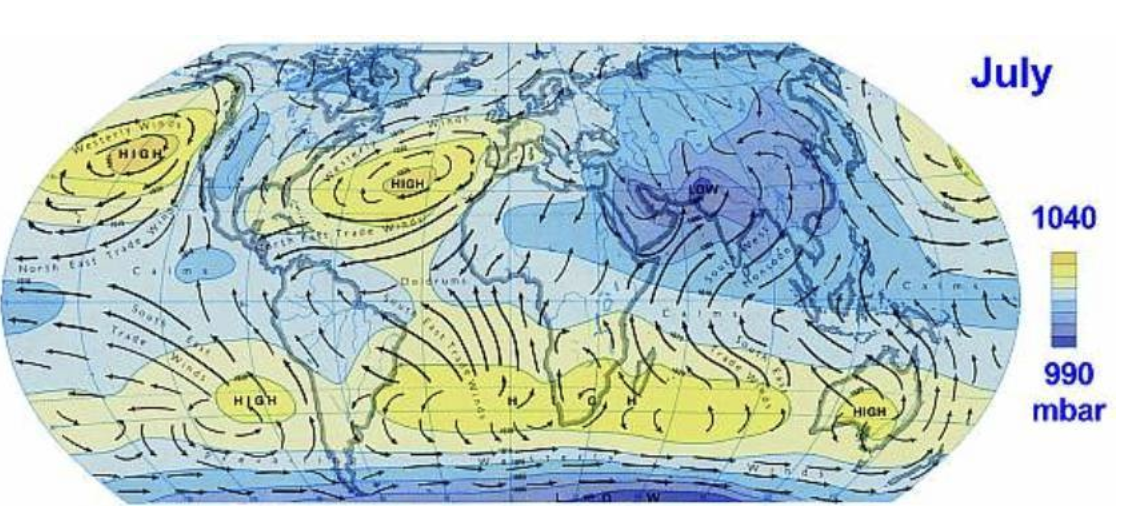 July
Westerly Winds
HIGH
Westerly Winds
HIGH
LOW
1040
North East Trade Winds
North East Trade Winds
South West
Monsoon
Calms
Doldrums
Calms
Calms
South East
Trade Winds
South East Trade Winds
South East
Trade Winds
990
mbar
HIGH
H I G H
HIGH
Prevailing Westerly Winds
L O W